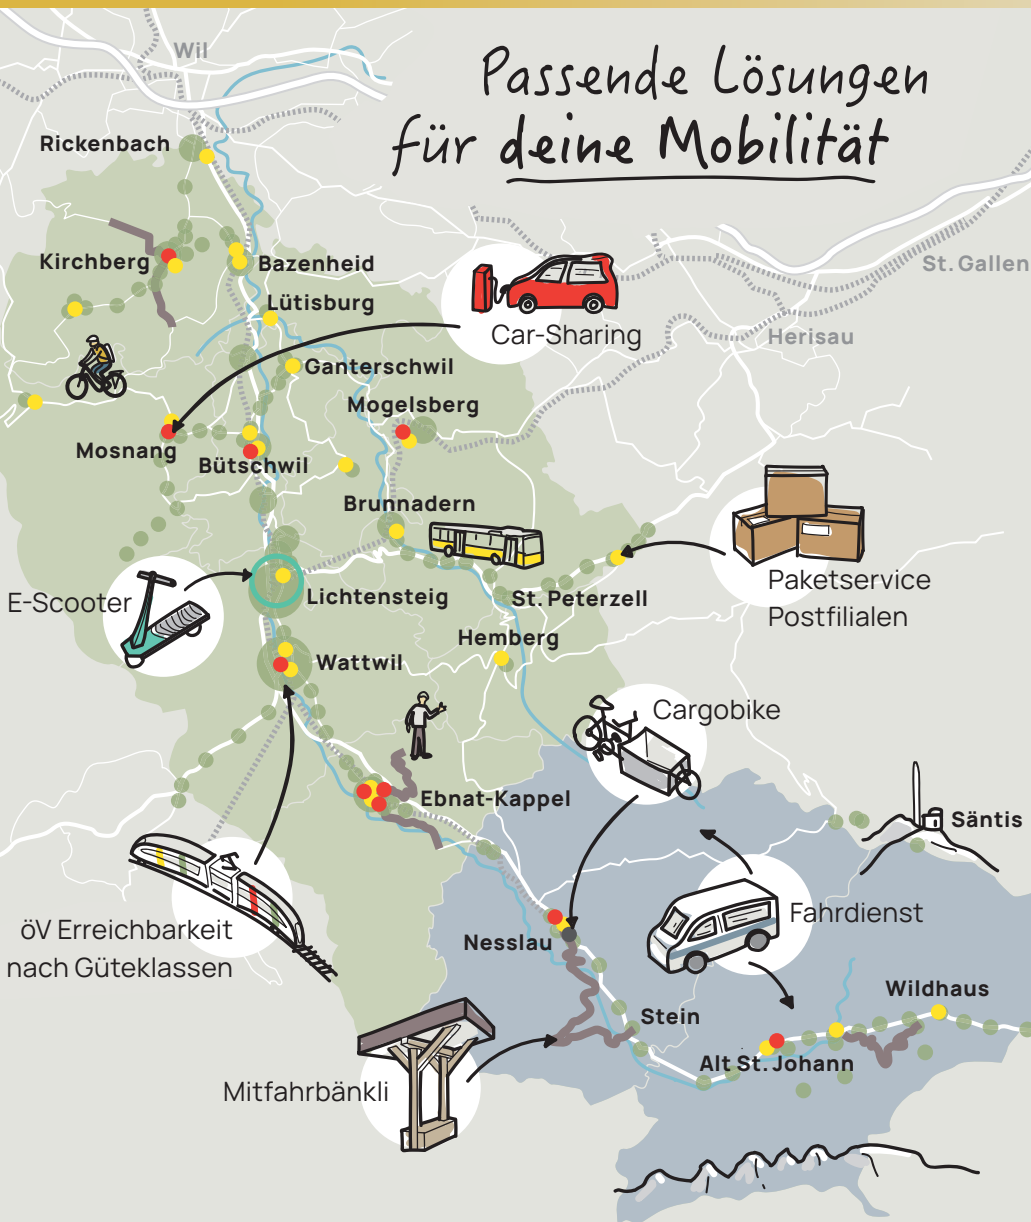 Wil
Passende Lösungen
für deine Mobilität
Rickenbach
Kirchberg
Bazenheid
St. Gallen
Lütisburg
Car-Sharing
Herisau
Ganterschwil
Mogelsberg
Mosnang
Bütschwil
Brunnadern
Paketservice
Postfilialen
E-Scooter
Lichtensteig
St. Peterzell
Hemberg
Wattwil
Cargobike
Ebnat-Kappel
Säntis
öV Erreichbarkeit
nach Güteklassen
Fahrdienst
Nesslau
Wildhaus
Stein
Alt St. Johann
Mitfahrbänkli